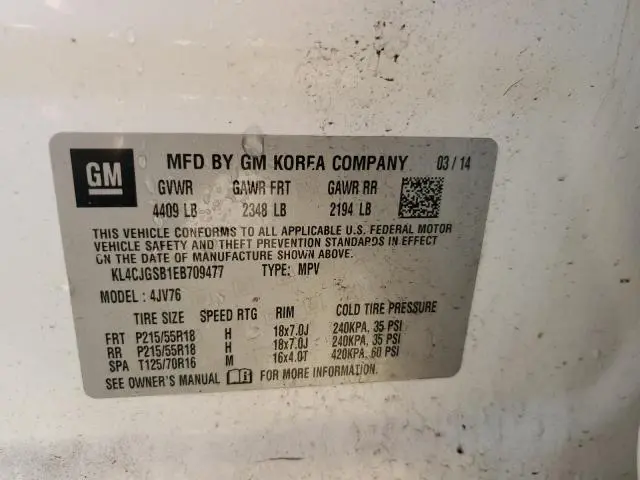 GM MFD BY GM KOREA COMPANY 03/14
GVWR GAWR FRT GAWR RR
4409 LB 2348 LB 2194 LB
THIS VEHICLE CONFORMS TO ALL APPLICABLE U.S. FEDERAL MOTOR
VEHICLE SAFETY AND THEFT PREVENTION STANDARDS IN EFFECT
ON THE DATE OF MANUFACTURE SHOWN ABOVE.
KL4CJGSB1EB709477 TYPE: MPV
MODEL: 4JV76
TIRE SIZE SPEED RTG RIM COLD TIRE PRESSURE
FRT P215/55R18 H 18x7.0J 240KPA, 35 PSI
RR P215/55R18 H 18x7.0J 240KPA, 35 PSI
SPA T125/70R16 M 16x4.0T 420KPA, 60 PSI
SEE OWNER'S MANUAL FOR MORE INFORMATION.